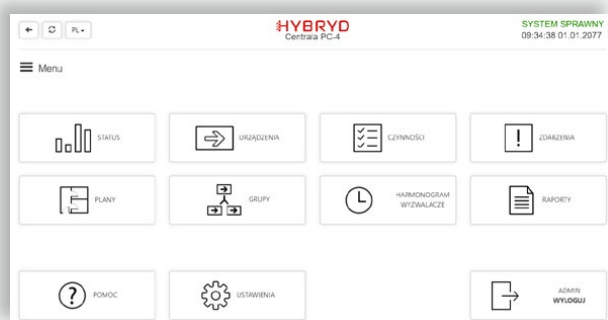 PL
HYBRYD
Centrala PC-4
SYSTEM SPRAWNY
09:34:38 01.01.2077
Menu
STATUS
URZĄDZENIA
CZYNNOŚCI
ZDARZENIA
PLANY
GRUPY
HARMONOGRAM
WYZWALACZE
RAPORTY
POMOC
USTAWIENIA
ADMIN
WYLOGUJ